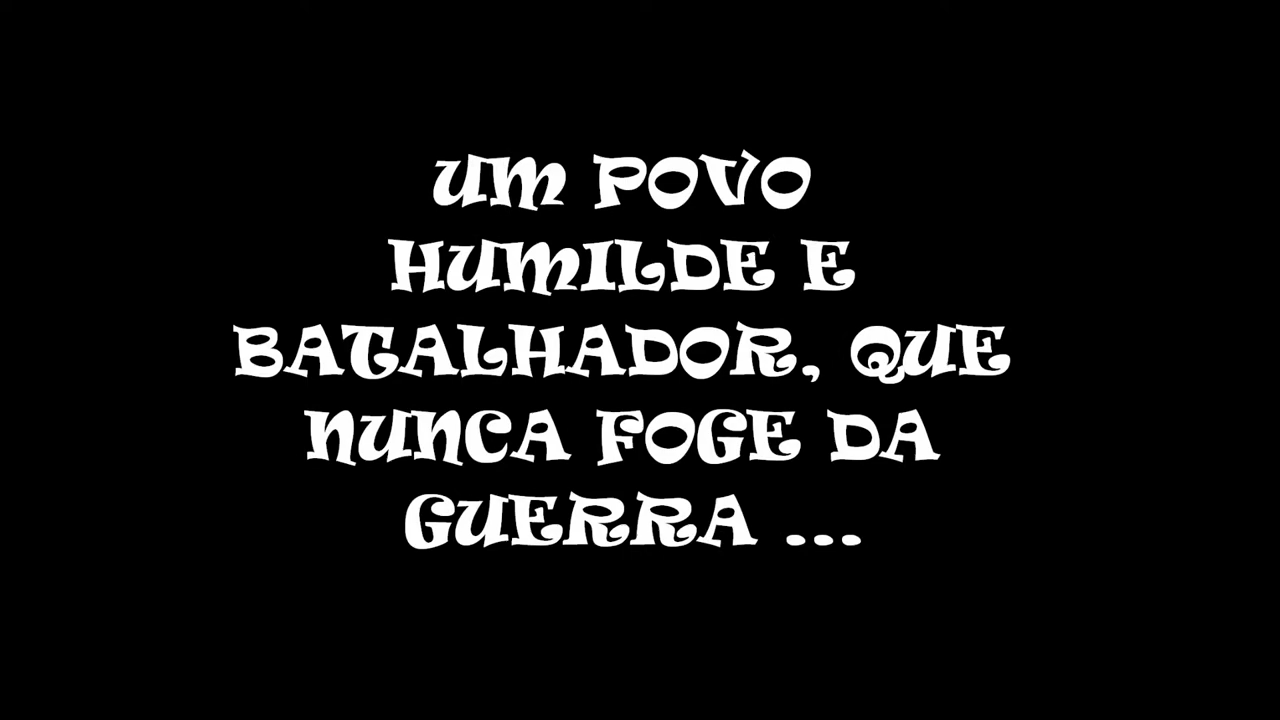 UM POVO
HUMILDE E
BATALHADOR, QUE
NUNCA FOGE DA
GUERRA ...